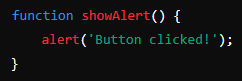 function showAlert() {
    alert(‘Button clicked!’);
}